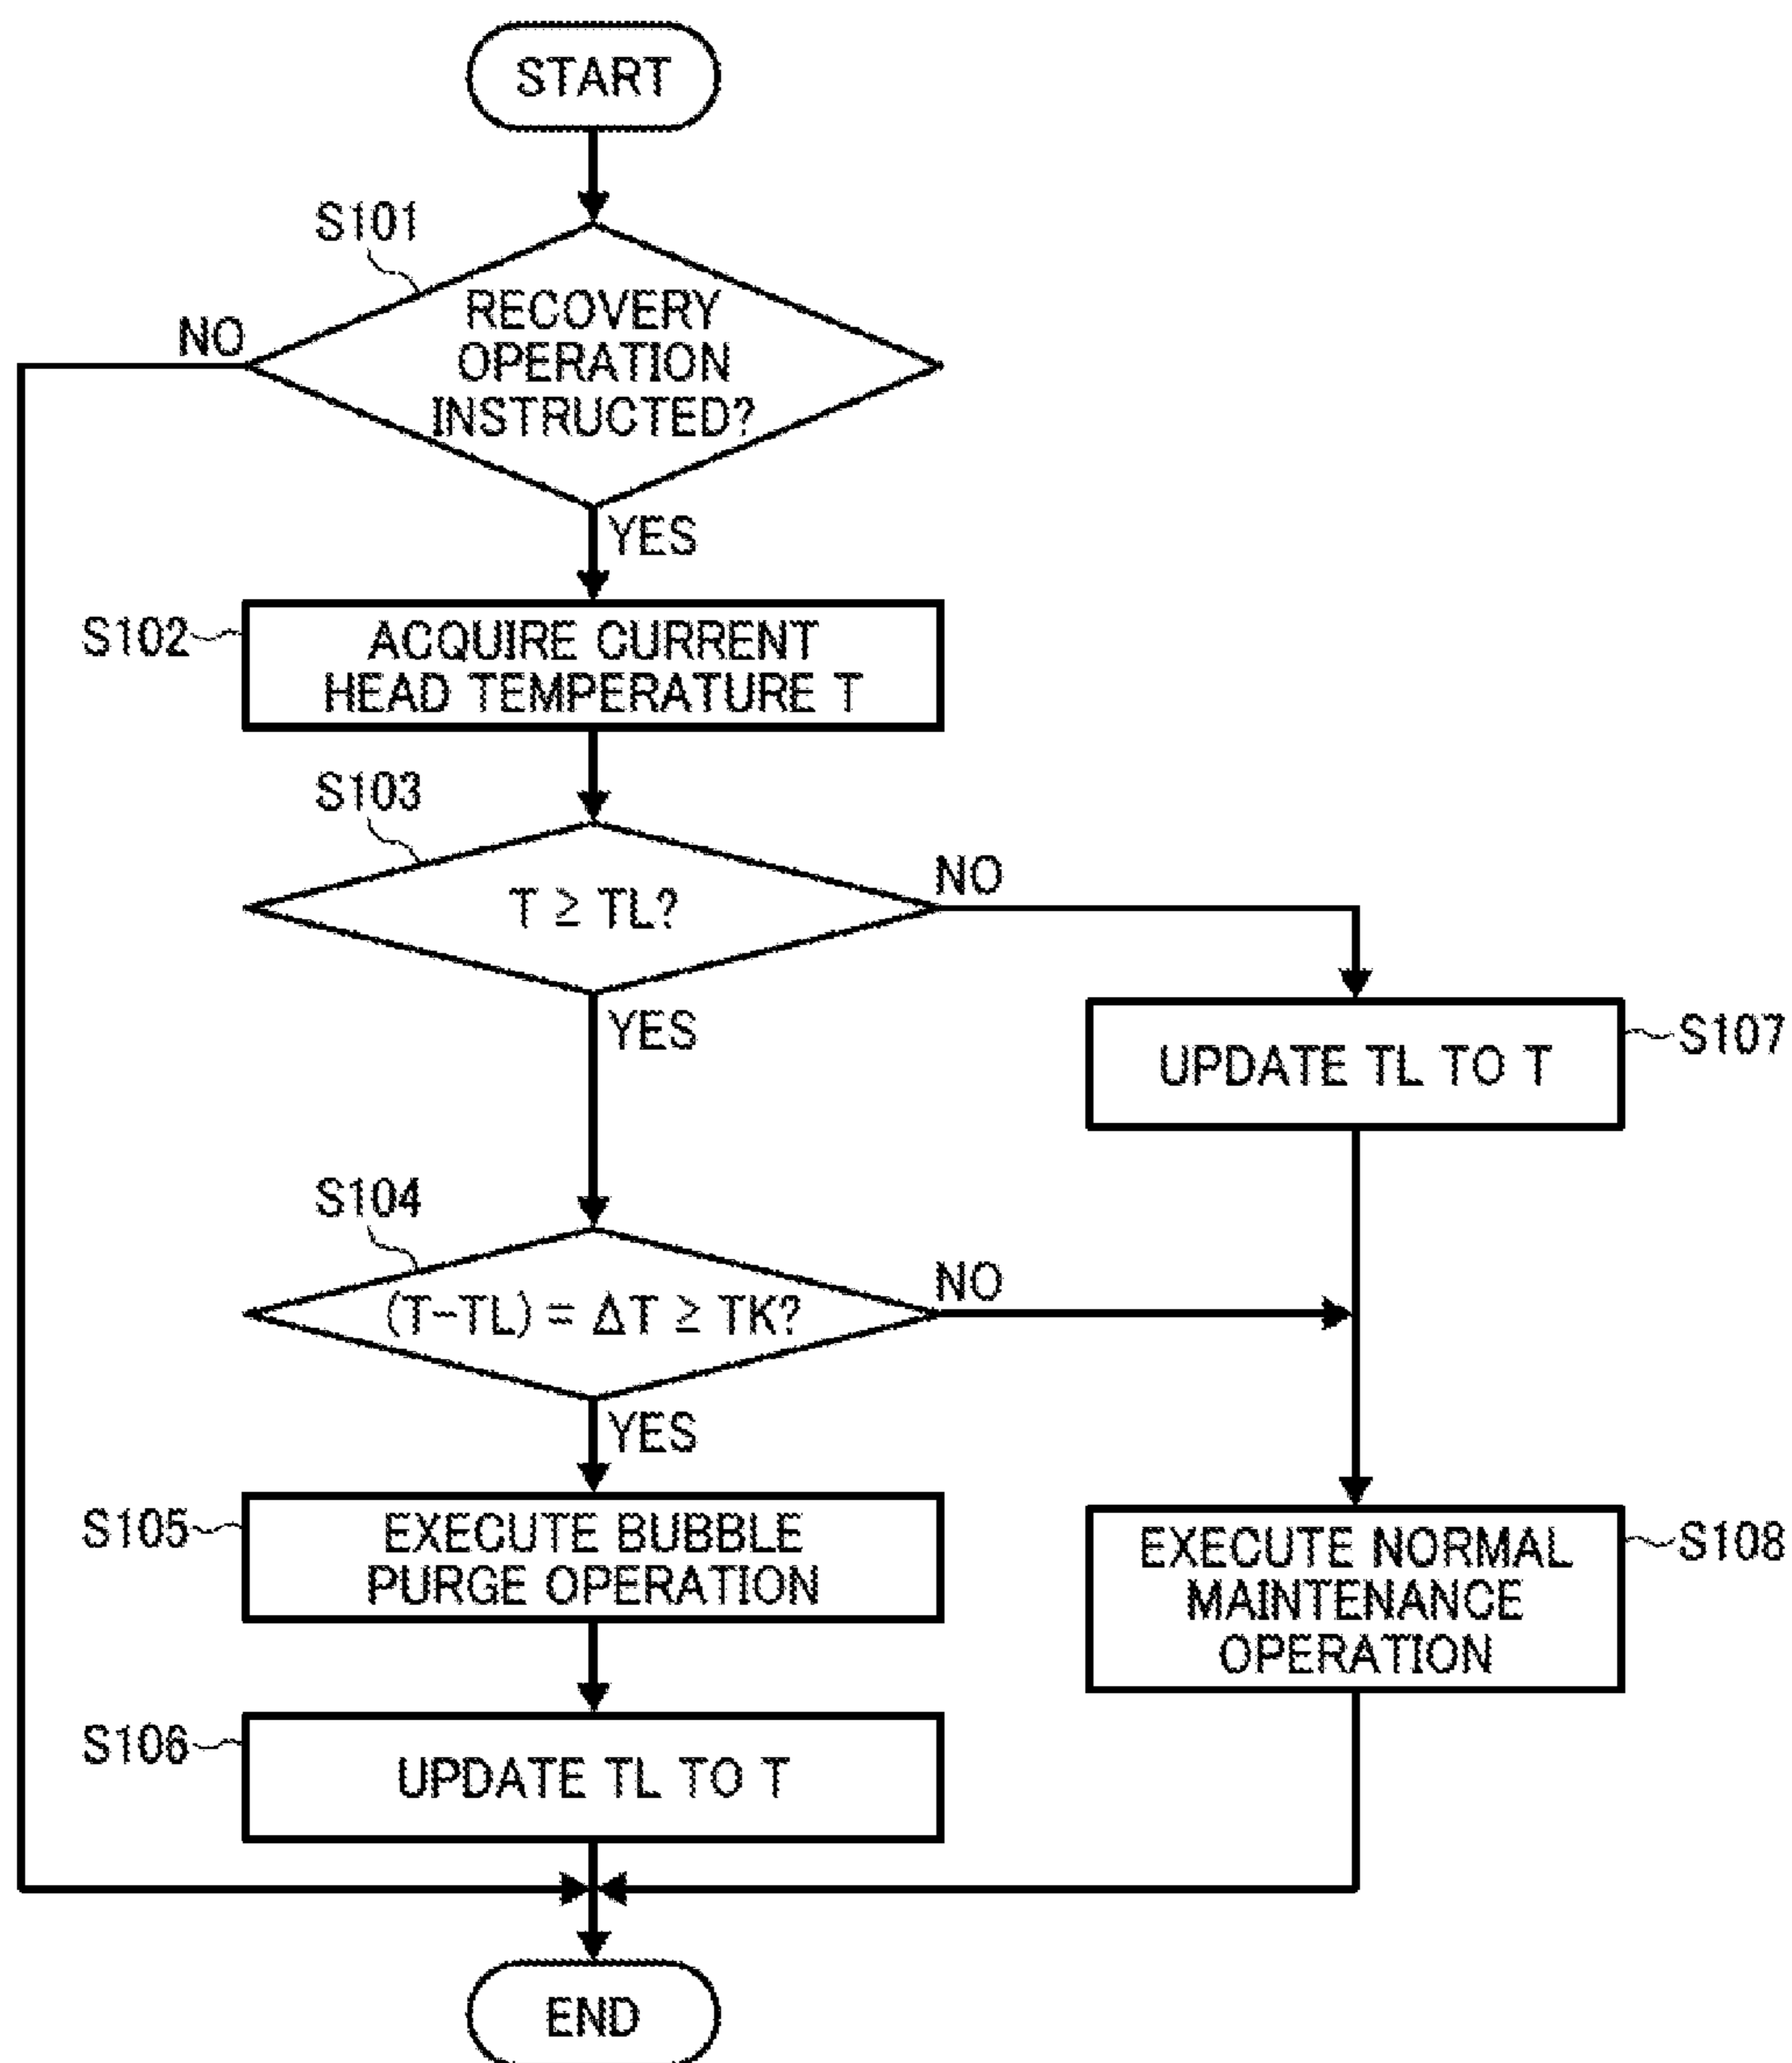 START
S101
RECOVERY
OPERATION
INSTRUCTED?
NO
YES
S102
ACQUIRE CURRENT
HEAD TEMPERATURE T
S103
T ≥ TL?
NO
YES
S107
UPDATE TL TO T
S104
(T-TL) = ΔT ≥ TK?
NO
YES
S105
EXECUTE BUBBLE
PURGE OPERATION
S108
EXECUTE NORMAL
MAINTENANCE
OPERATION
S106
UPDATE TL TO T
END